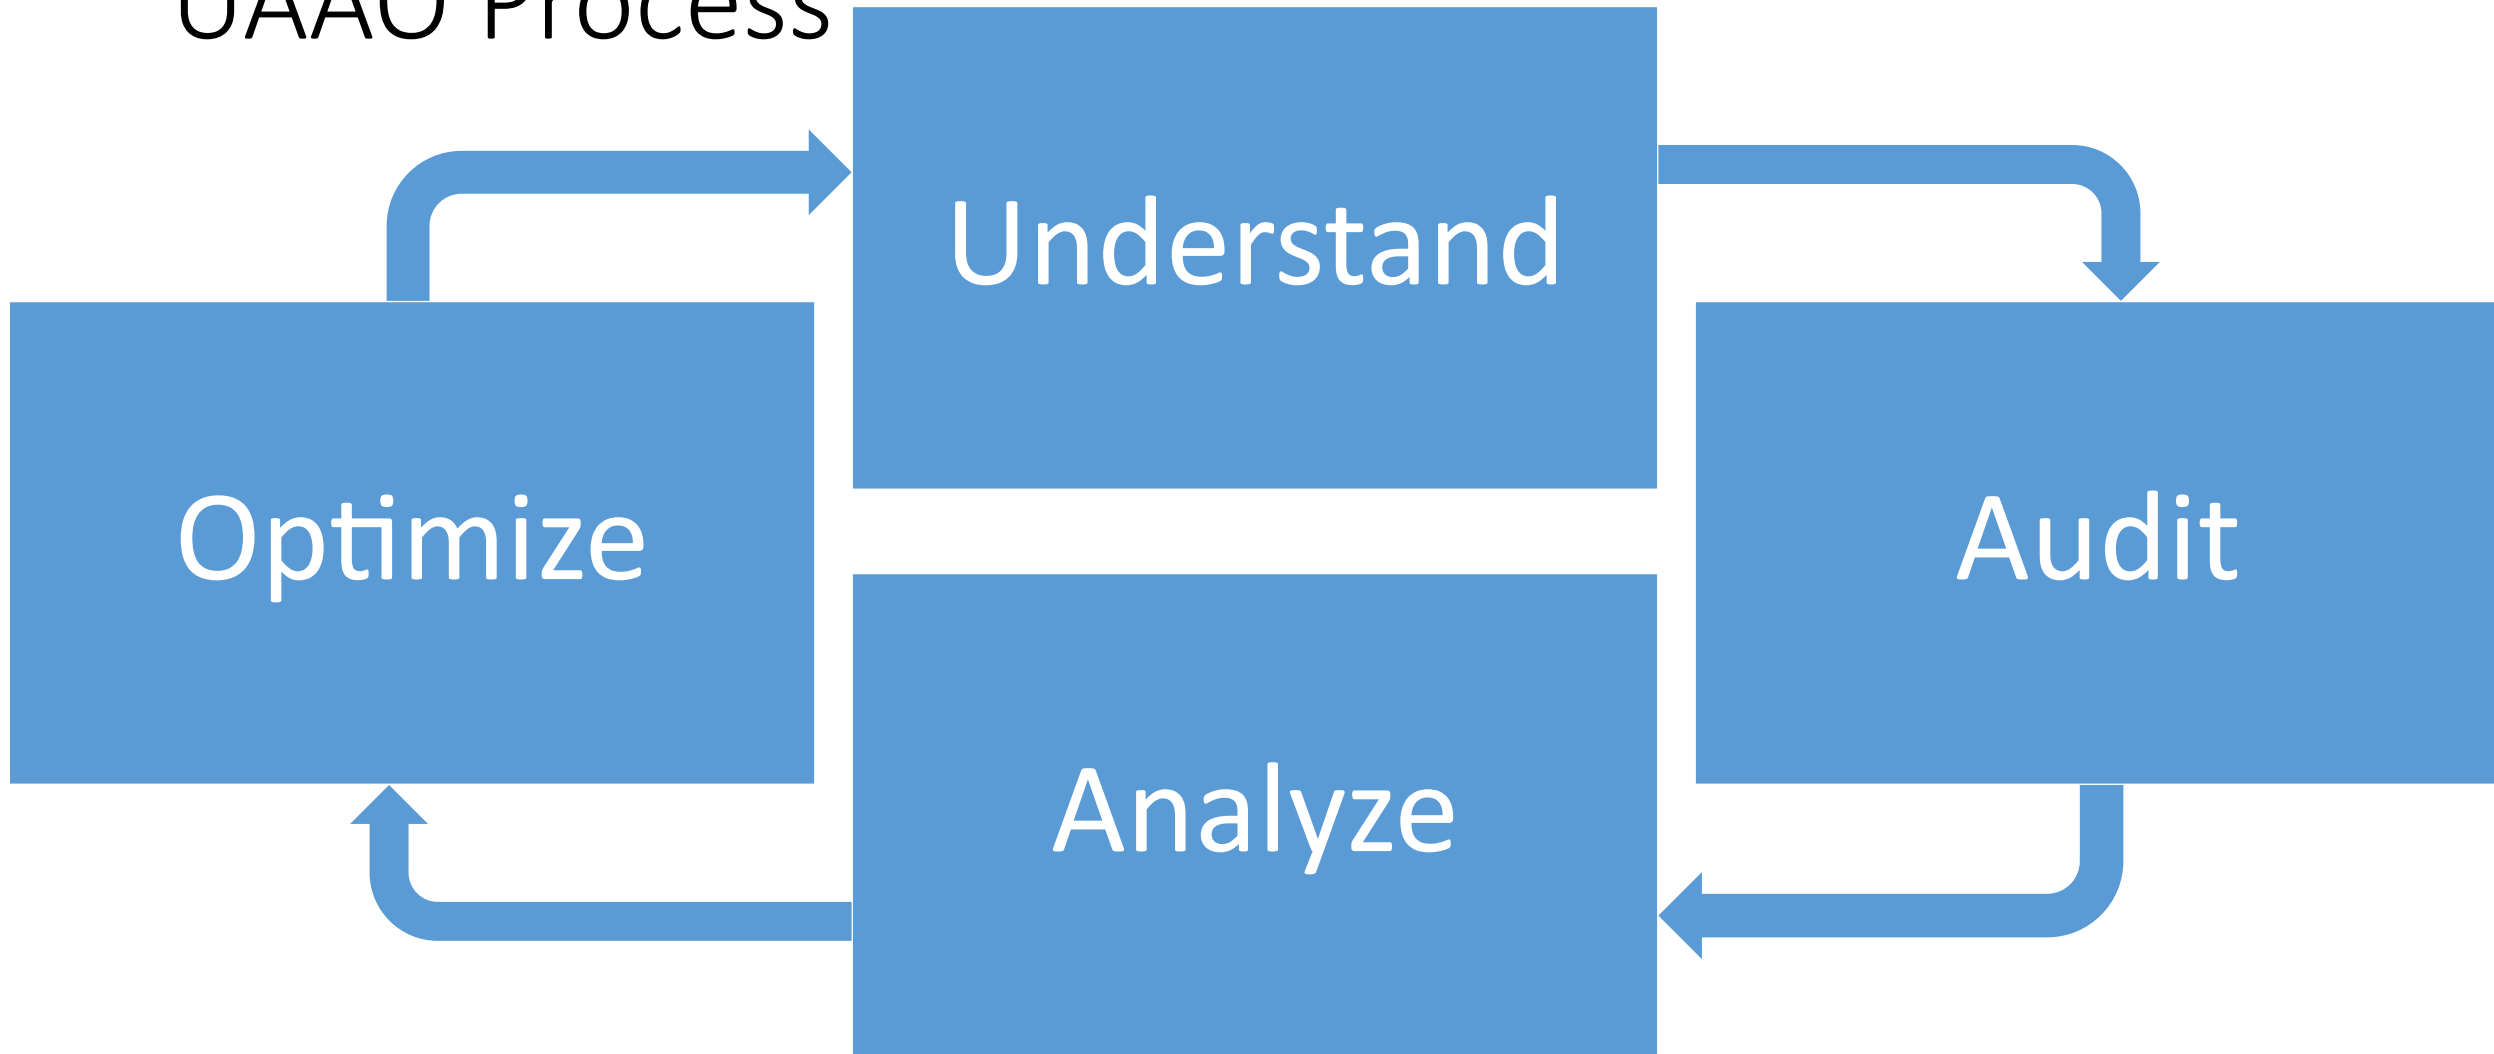 UAAO Process
Understand
Optimize
Audit
Analyze